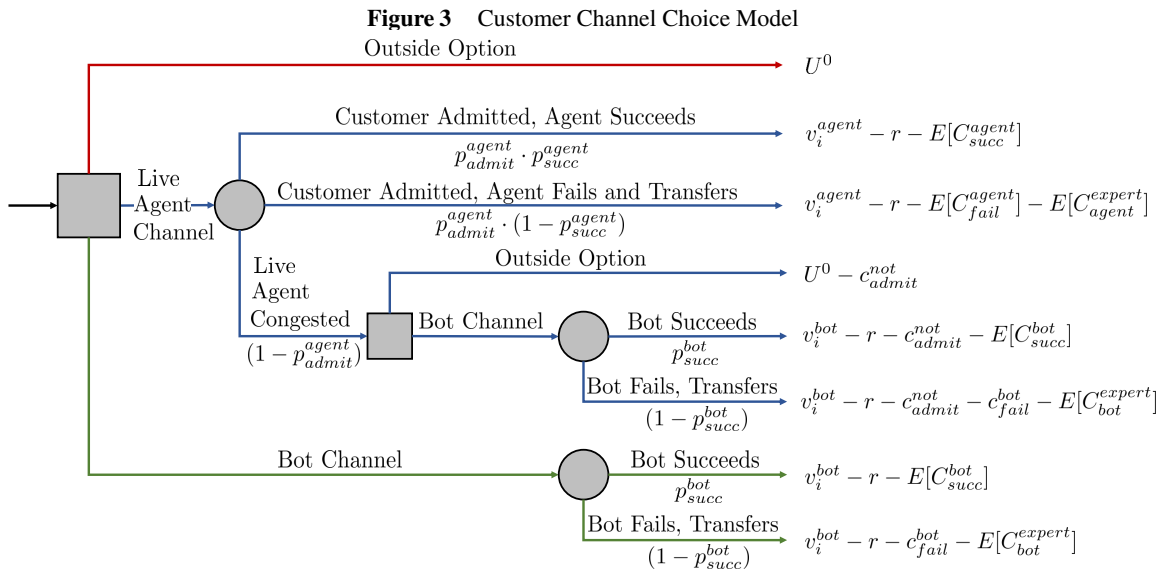 Figure 3 Customer Channel Choice Model
Outside Option
U^0
Customer Admitted, Agent Succeeds
p_{admit}^{agent} · p_{succ}^{agent}
v_i^{agent} − r − E[C_{succ}^{agent}]
Live
Agent
Channel
Customer Admitted, Agent Fails and Transfers
p_{admit}^{agent} · (1 − p_{succ}^{agent})
v_i^{agent} − r − E[C_{fail}^{agent}] − E[C_{agent}^{expert}]
Live
Agent
Congested
(1 − p_{admit}^{agent})
Outside Option
U^0 − c_{admit}^{not}
Bot Channel
Bot Succeeds
p_{succ}^{bot}
v_i^{bot} − r − c_{admit}^{not} − E[C_{succ}^{bot}]
Bot Fails, Transfers
(1 − p_{succ}^{bot})
v_i^{bot} − r − c_{admit}^{not} − c_{fail}^{bot} − E[C_{bot}^{expert}]
Bot Channel
Bot Succeeds
p_{succ}^{bot}
v_i^{bot} − r − E[C_{succ}^{bot}]
Bot Fails, Transfers
(1 − p_{succ}^{bot})
v_i^{bot} − r − c_{fail}^{bot} − E[C_{bot}^{expert}]